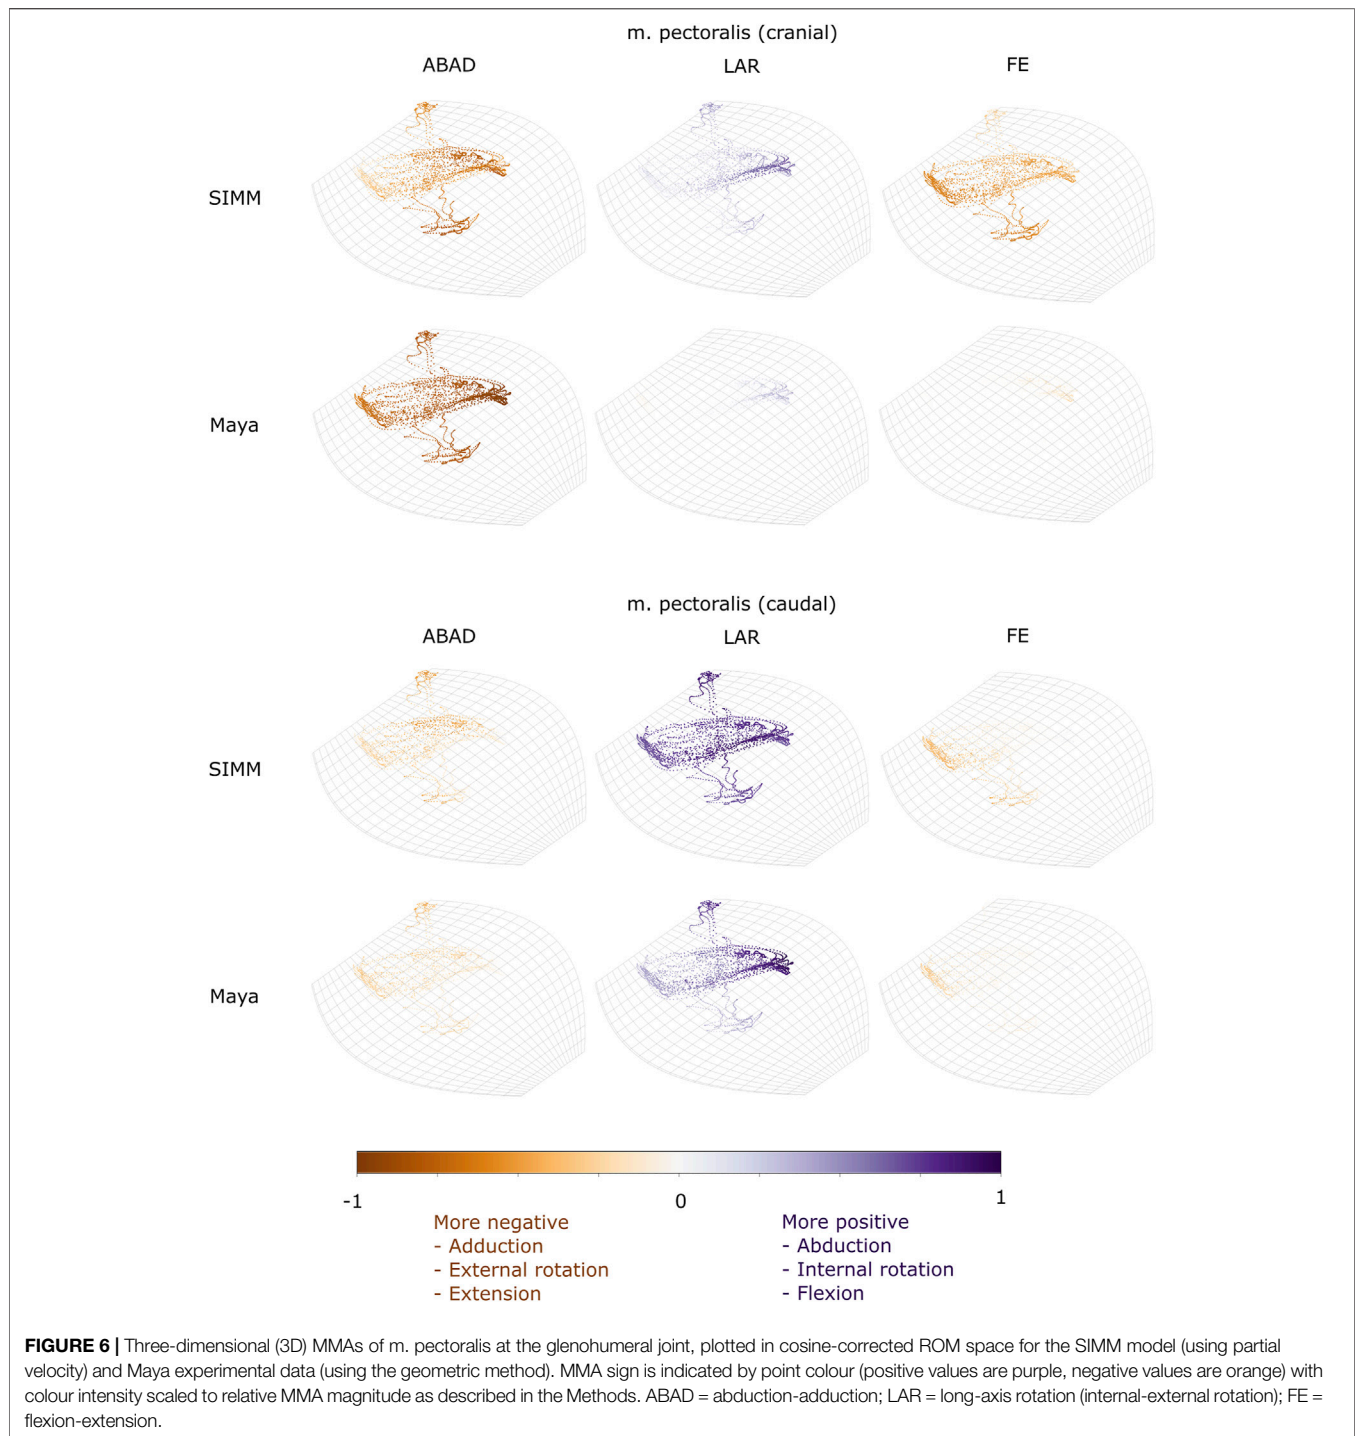 m. pectoralis (cranial)
ABAD LAR FE
SIMM
Maya
m. pectoralis (caudal)
ABAD LAR FE
SIMM
Maya
-1 0 1
More negative
- Adduction
- External rotation
- Extension
More positive
- Abduction
- Internal rotation
- Flexion
FIGURE 6 | Three-dimensional (3D) MMAs of m. pectoralis at the glenohumeral joint, plotted in cosine-corrected ROM space for the SIMM model (using partial
velocity) and Maya experimental data (using the geometric method). MMA sign is indicated by point colour (positive values are purple, negative values are orange) with
colour intensity scaled to relative MMA magnitude as described in the Methods. ABAD = abduction-adduction; LAR = long-axis rotation (internal-external rotation); FE =
flexion-extension.